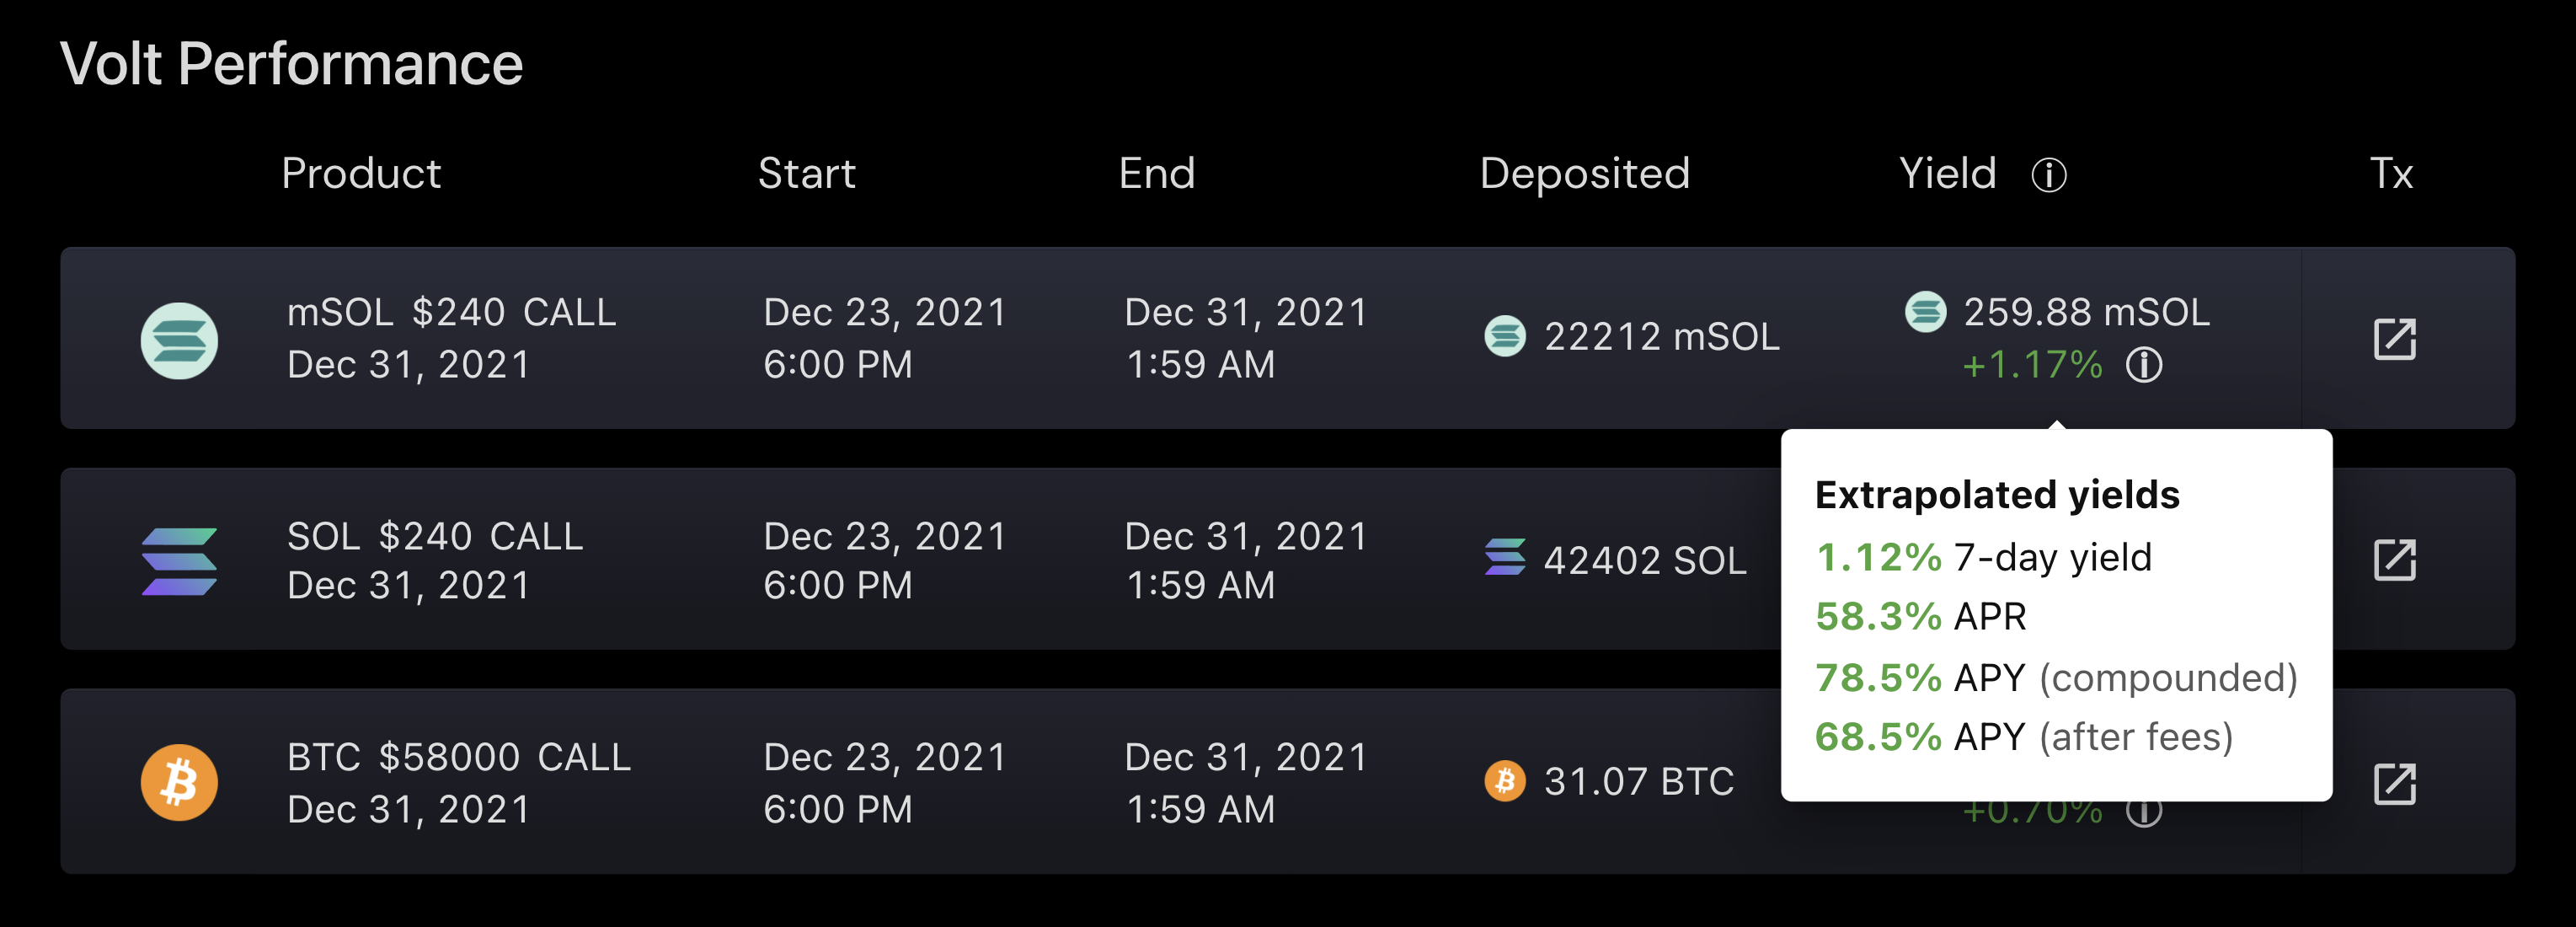 Volt Performance
Product Start End Deposited Yield Tx
mSOL $240 CALL Dec 23, 2021 Dec 31, 2021 22212 mSOL 259.88 mSOL
Dec 31, 2021 6:00 PM 1:59 AM +1.17%
SOL $240 CALL Dec 23, 2021 Dec 31, 2021 42402 SOL
Dec 31, 2021 6:00 PM 1:59 AM
BTC $58000 CALL Dec 23, 2021 Dec 31, 2021 31.07 BTC
Dec 31, 2021 6:00 PM 1:59 AM +0.70%
Extrapolated yields
1.12% 7-day yield
58.3% APR
78.5% APY (compounded)
68.5% APY (after fees)